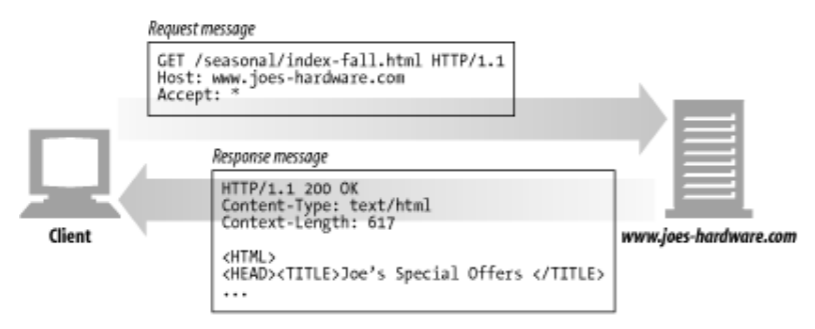 Request message
GET /seasonal/index-fall.html HTTP/1.1
Host: www.joes-hardware.com
Accept: *
Response message
HTTP/1.1 200 OK
Content-Type: text/html
Context-Length: 617
<HTML>
<HEAD><TITLE>Joe's Special Offers </TITLE>
...
Client
www.joes-hardware.com